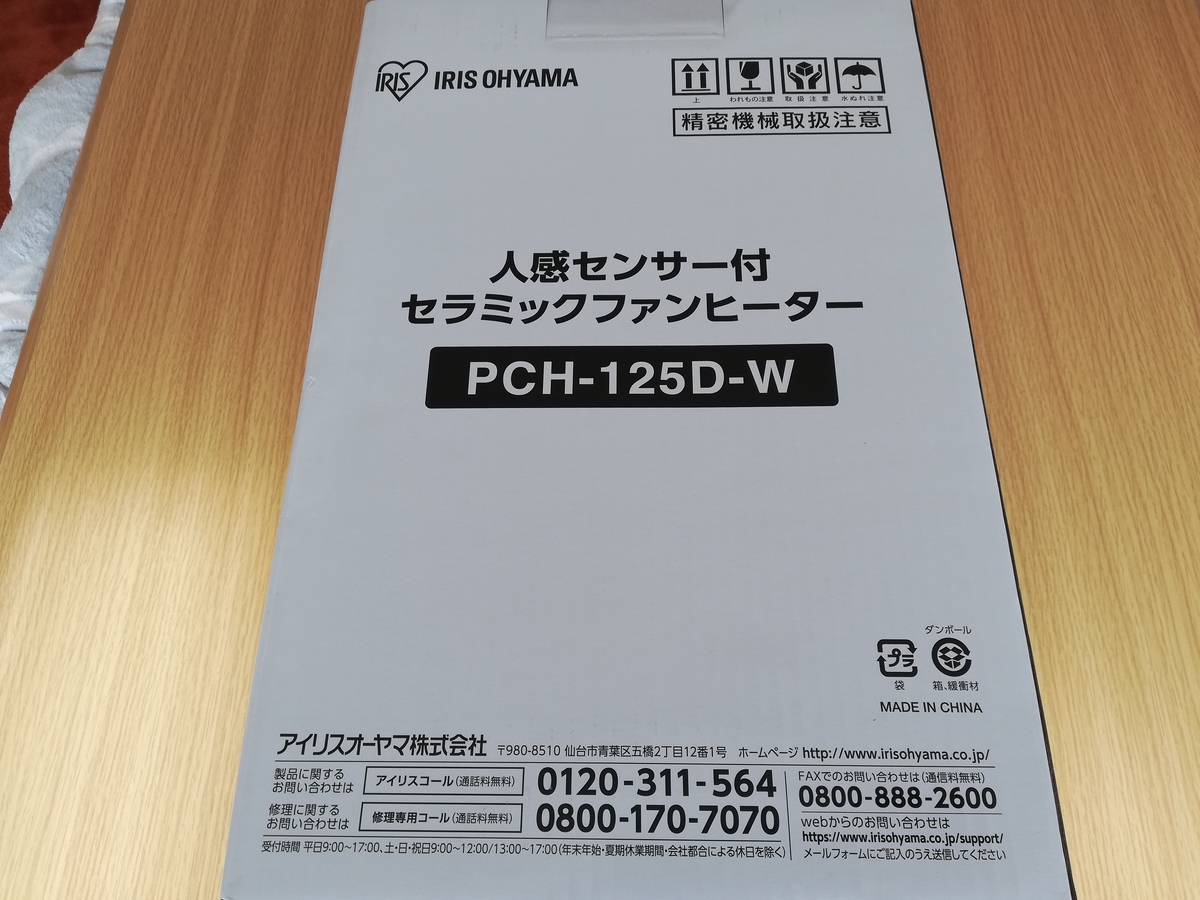 IRIS IRIS OHYAMA
上 われもの注意 取扱注意 水ぬれ注意
精密機械取扱注意
人感センサー付
セラミックファンヒーター
PCH-125D-W
ダンボール
プラ
袋 箱、緩衝材
MADE IN CHINA
アイリスオーヤマ株式会社 〒980-8510 仙台市青葉区五橋2丁目12番1号 ホームページ http://www.irisohyama.co.jp/
製品に関する
お問い合わせは アイリスコール(通話料無料) 0120-311-564
修理に関する
お問い合わせは 修理専用コール(通話料無料) 0800-170-7070
受付時間 平日9:00~17:00、土・日・祝日9:00~12:00/13:00~17:00(年末年始・夏期休業期間・会社都合による休日を除く)
FAXでのお問い合わせは(通信料無料)
0800-888-2600
webからのお問い合わせは
https://www.irisohyama.co.jp/support/
メールフォームにご記入のうえ送信してください